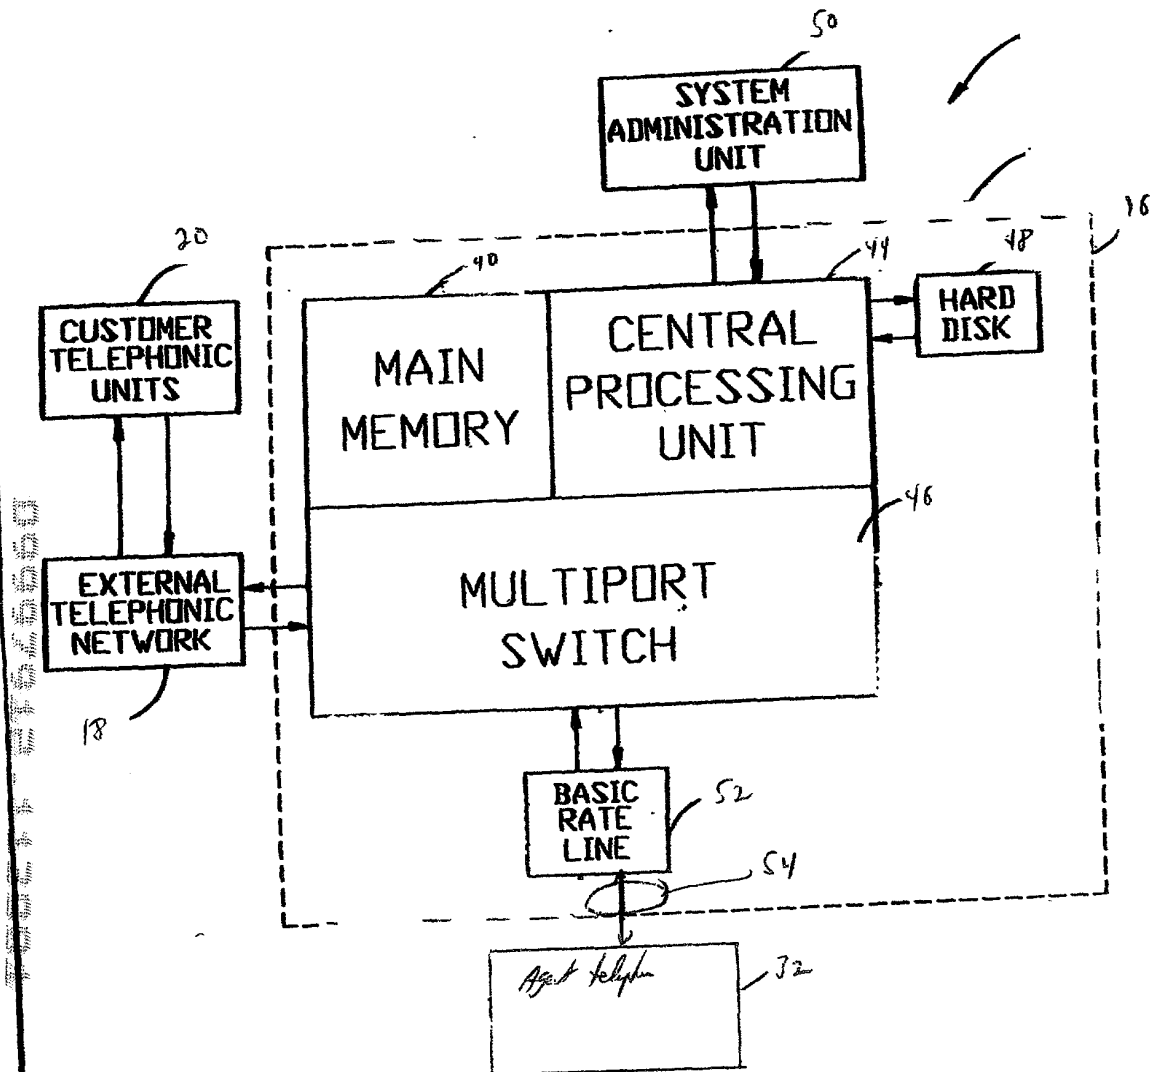 50
SYSTEM
ADMINISTRATION
UNIT
16
20
40
44
48
CUSTOMER
TELEPHONIC
UNITS
MAIN
MEMORY
CENTRAL
PROCESSING
UNIT
HARD
DISK
46
EXTERNAL
TELEPHONIC
NETWORK
MULTIPORT
SWITCH
18
BASIC
RATE
LINE
52
54
Agent
32